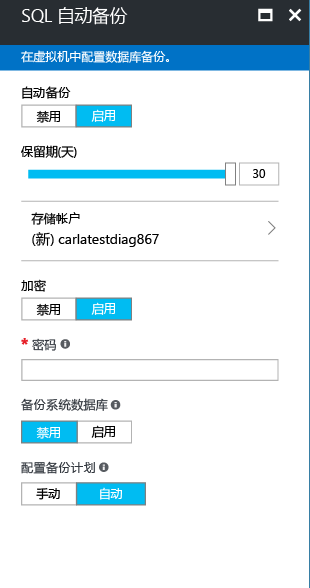 SQL 自动备份
在虚拟机中配置数据库备份。
自动备份
禁用 启用
保留期(天)
30
存储帐户
(新) carlatestdiag867
加密
禁用 启用
* 密码
备份系统数据库
禁用 启用
配置备份计划
手动 自动